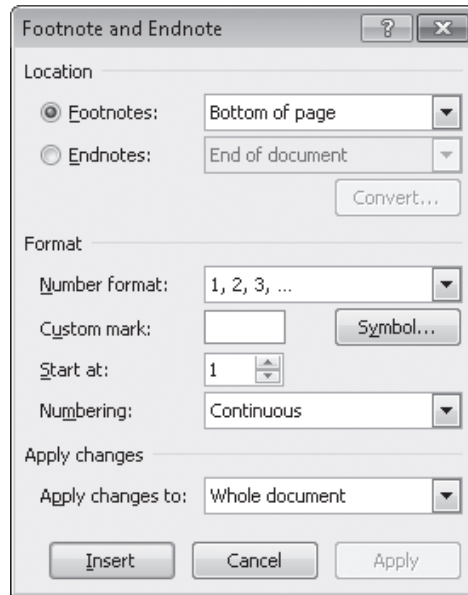 Footnote and Endnote
Location
Footnotes: Bottom of page
Endnotes: End of document
Convert...
Format
Number format: 1, 2, 3, ...
Custom mark: Symbol...
Start at: 1
Numbering: Continuous
Apply changes
Apply changes to: Whole document
Insert Cancel Apply